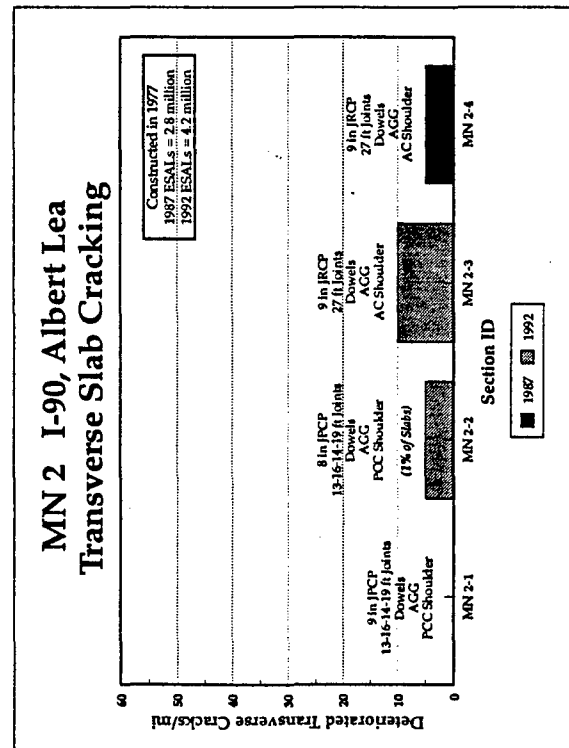 MN 2 I-90, Albert Lea
Transverse Slab Cracking
Deteriorated Transverse Cracks/mi
60
50
40
30
20
10
0
Constructed in 1977
1987 ESALs = 2.8 million
1992 ESALs = 4.2 million
9 in JPCP
13-16-14-19 ft Joints
Dowels
AGG
PCC Shoulder
8 in JPCP
13-16-14-19 ft Joints
Dowels
AGG
PCC Shoulder
(1% of Slabs)
9 in JRCP
27 ft Joints
Dowels
AGG
AC Shoulder
9 in JRCP
27 ft Joints
Dowels
AGG
AC Shoulder
MN 2-1
MN 2-2
MN 2-3
MN 2-4
Section ID
1987
1992